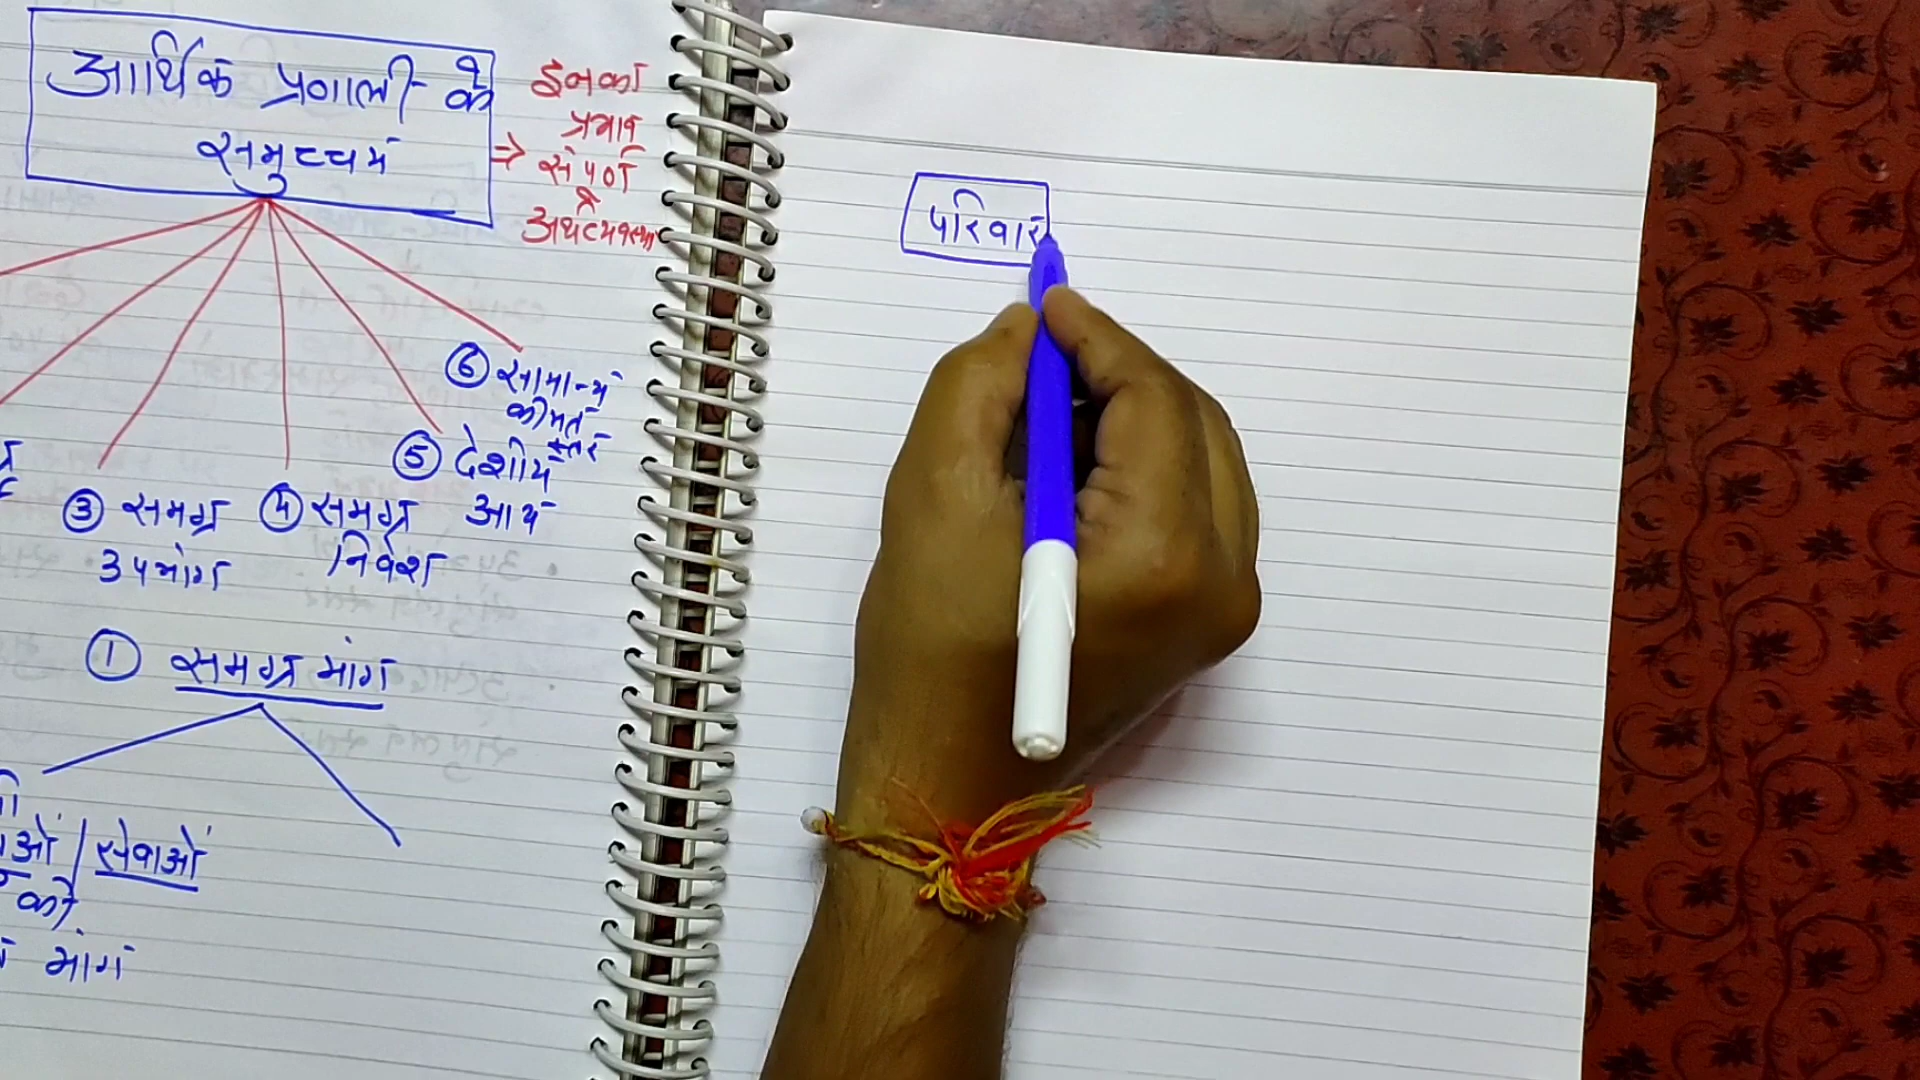 आर्थिक प्रणाली के
समुच्चय
⇒ इनका
प्रभाव
संपूर्ण
अर्थव्यवस्था
परिवार
⑥ सामान्य
कीमत
स्तर
⑤ देशीय
आय
③ समग्र
उपभोग
④ समग्र
निवेश
① समग्र मांग
/ सेवाओं
की
मांग